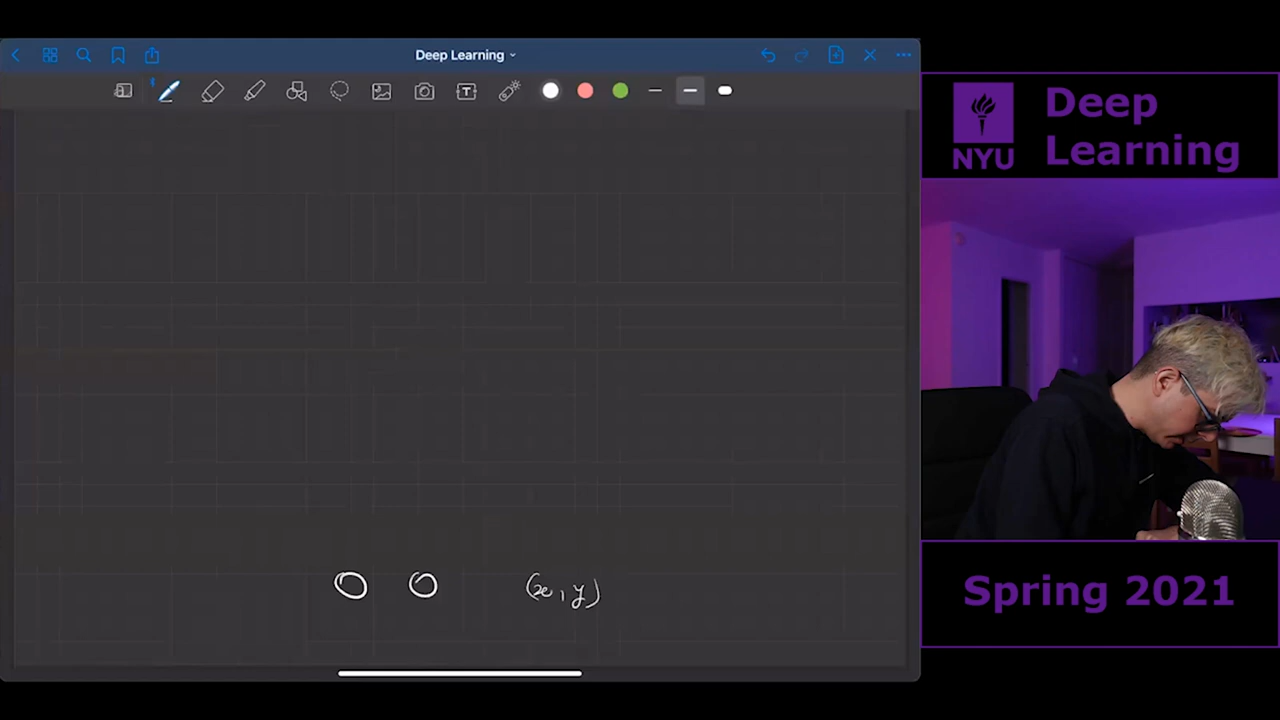 Deep Learning
T
NYU
Deep
Learning
(x, y)
Spring 2021